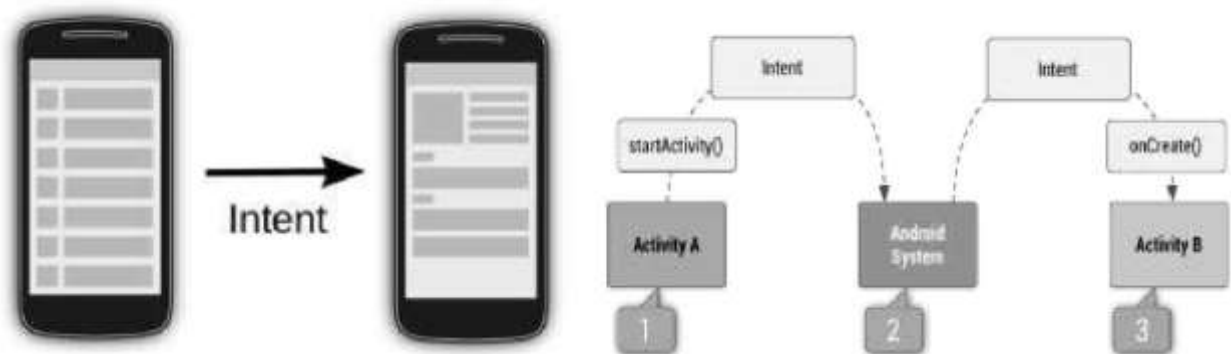 Intent
Intent
Intent
startActivity()
onCreate()
Activity A
Android
System
Activity B
1
2
3